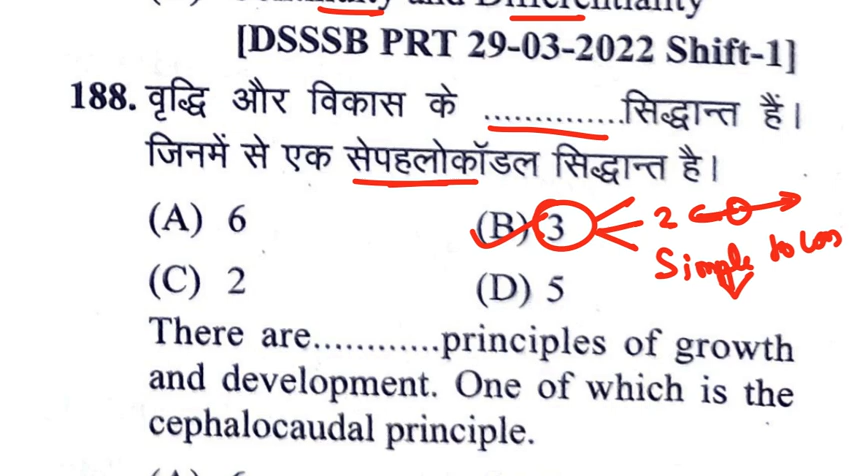 [DSSSB PRT 29-03-2022 Shift-1]
188. वृद्धि और विकास के ..............सिद्धान्त हैं।
जिनमें से एक सेपहलोकॉडल सिद्धान्त है।
(A) 6 (B) 3
2
Simple to
(C) 2 (D) 5
There are............principles of growth
and development. One of which is the
cephalocaudal principle.